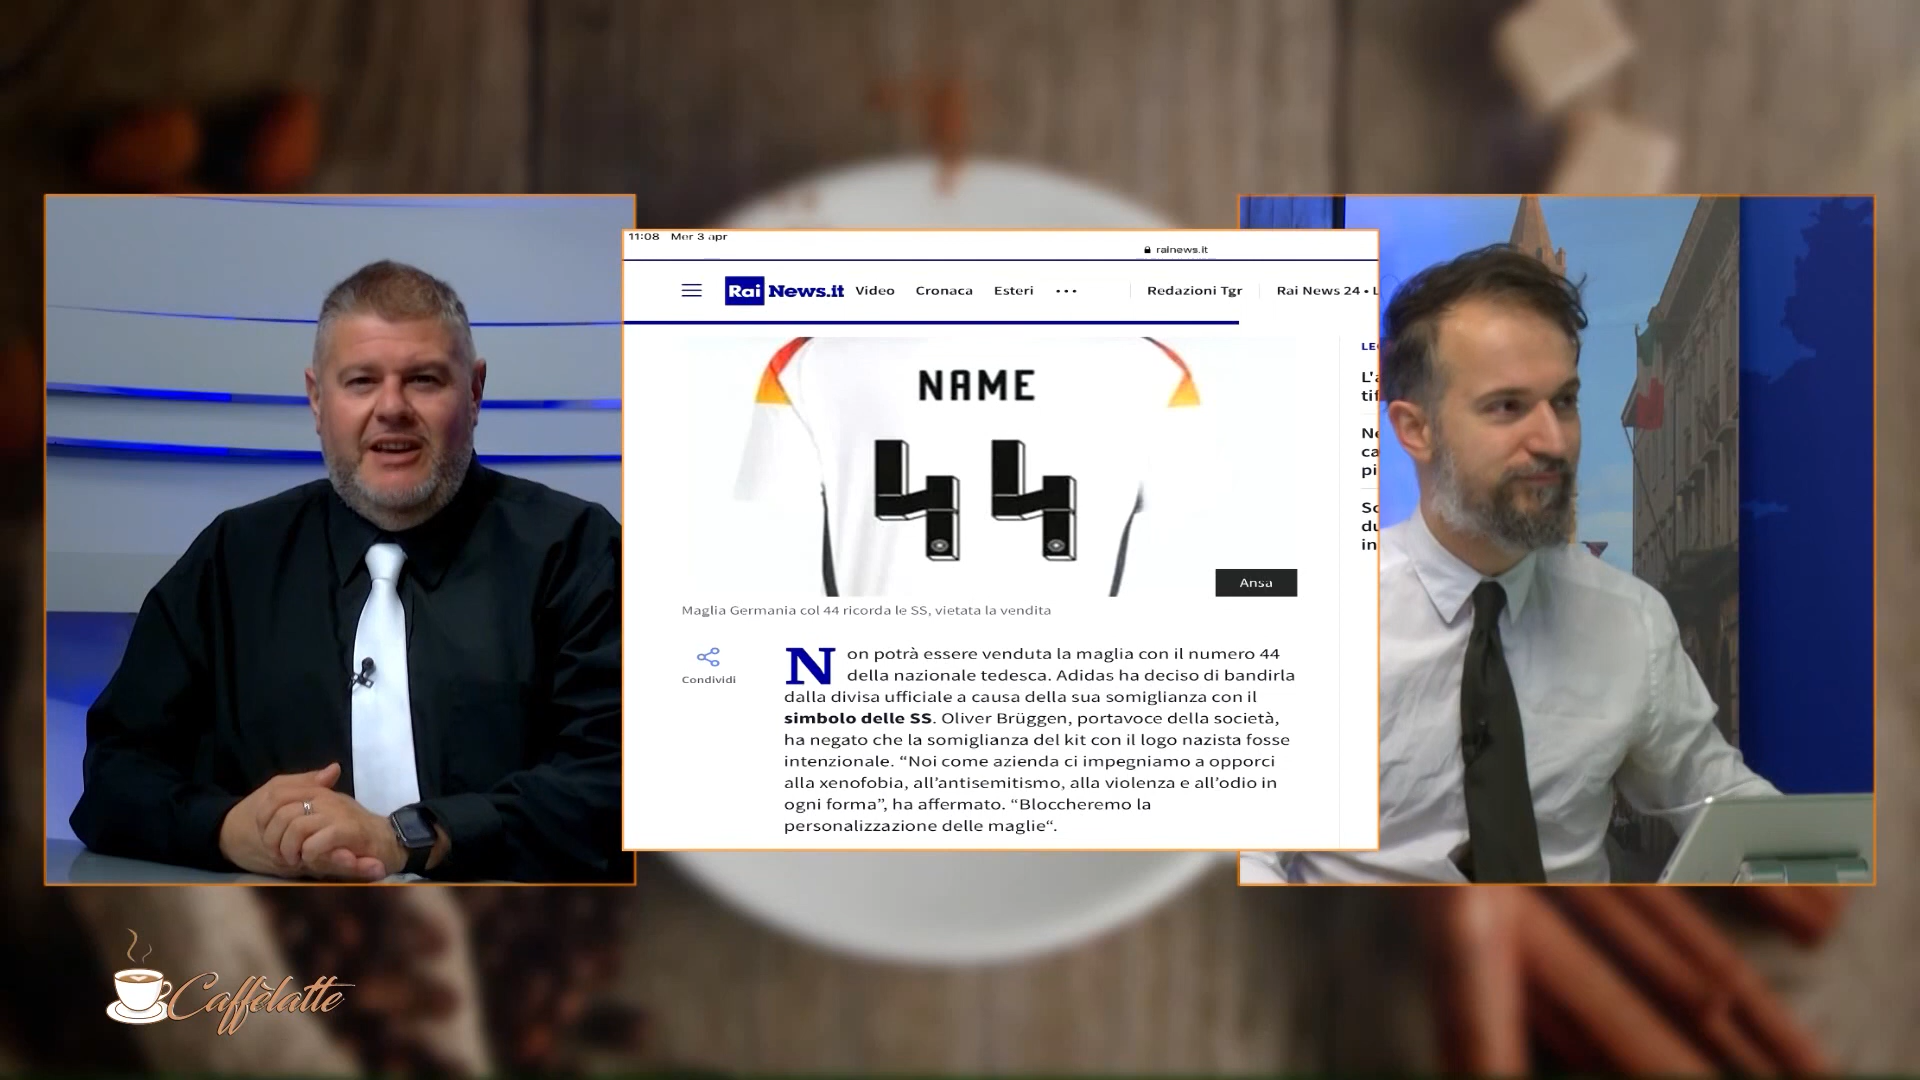 11:08 Mer 3 apr
rainews.it
Rai News.it Video Cronaca Esteri ••• Redazioni Tgr Rai News 24 •
NAME
44
Ansa
Maglia Germania col 44 ricorda le SS, vietata la vendita
Condividi
Non potrà essere venduta la maglia con il numero 44
della nazionale tedesca. Adidas ha deciso di bandirla
dalla divisa ufficiale a causa della sua somiglianza con il
simbolo delle SS. Oliver Brüggen, portavoce della società,
ha negato che la somiglianza del kit con il logo nazista fosse
intenzionale. “Noi come azienda ci impegniamo a opporci
alla xenofobia, all’antisemitismo, alla violenza e all’odio in
ogni forma”, ha affermato. “Bloccheremo la
personalizzazione delle maglie“.
Caffèlatte